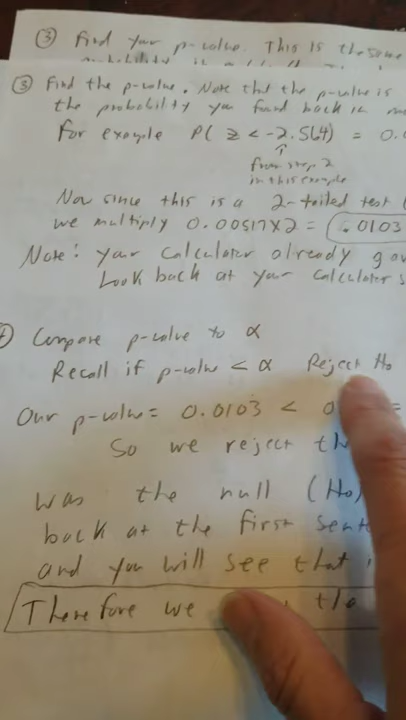 ③ Find your p-value. This is the same
③ Find the p-value. Note that the p-value is
the probability you found back in
For example P( z < -2.564) = 0.0
↑
from step 2
in this example
Now since this is a 2-tailed test (
we multiply 0.00517x2 = .0103
Note: your calculator already gav
Look back at your calculator s
Compare p-value to α
Recall if p-value < α Reject Ho
Our p-value = 0.0103 < 0 =
So we reject th
was the null (Ho)
back at the first sent
and you will see that i
Therefore we the